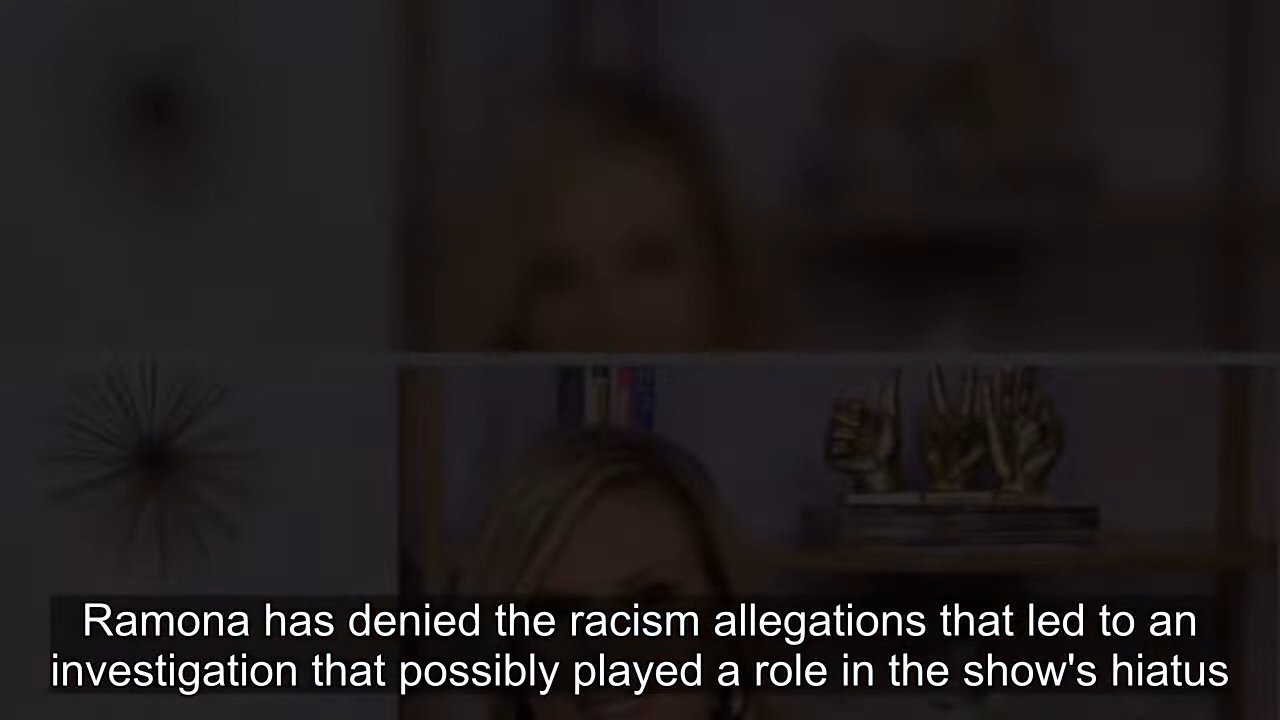 Ramona has denied the racism allegations that led to an
investigation that possibly played a role in the show's hiatus